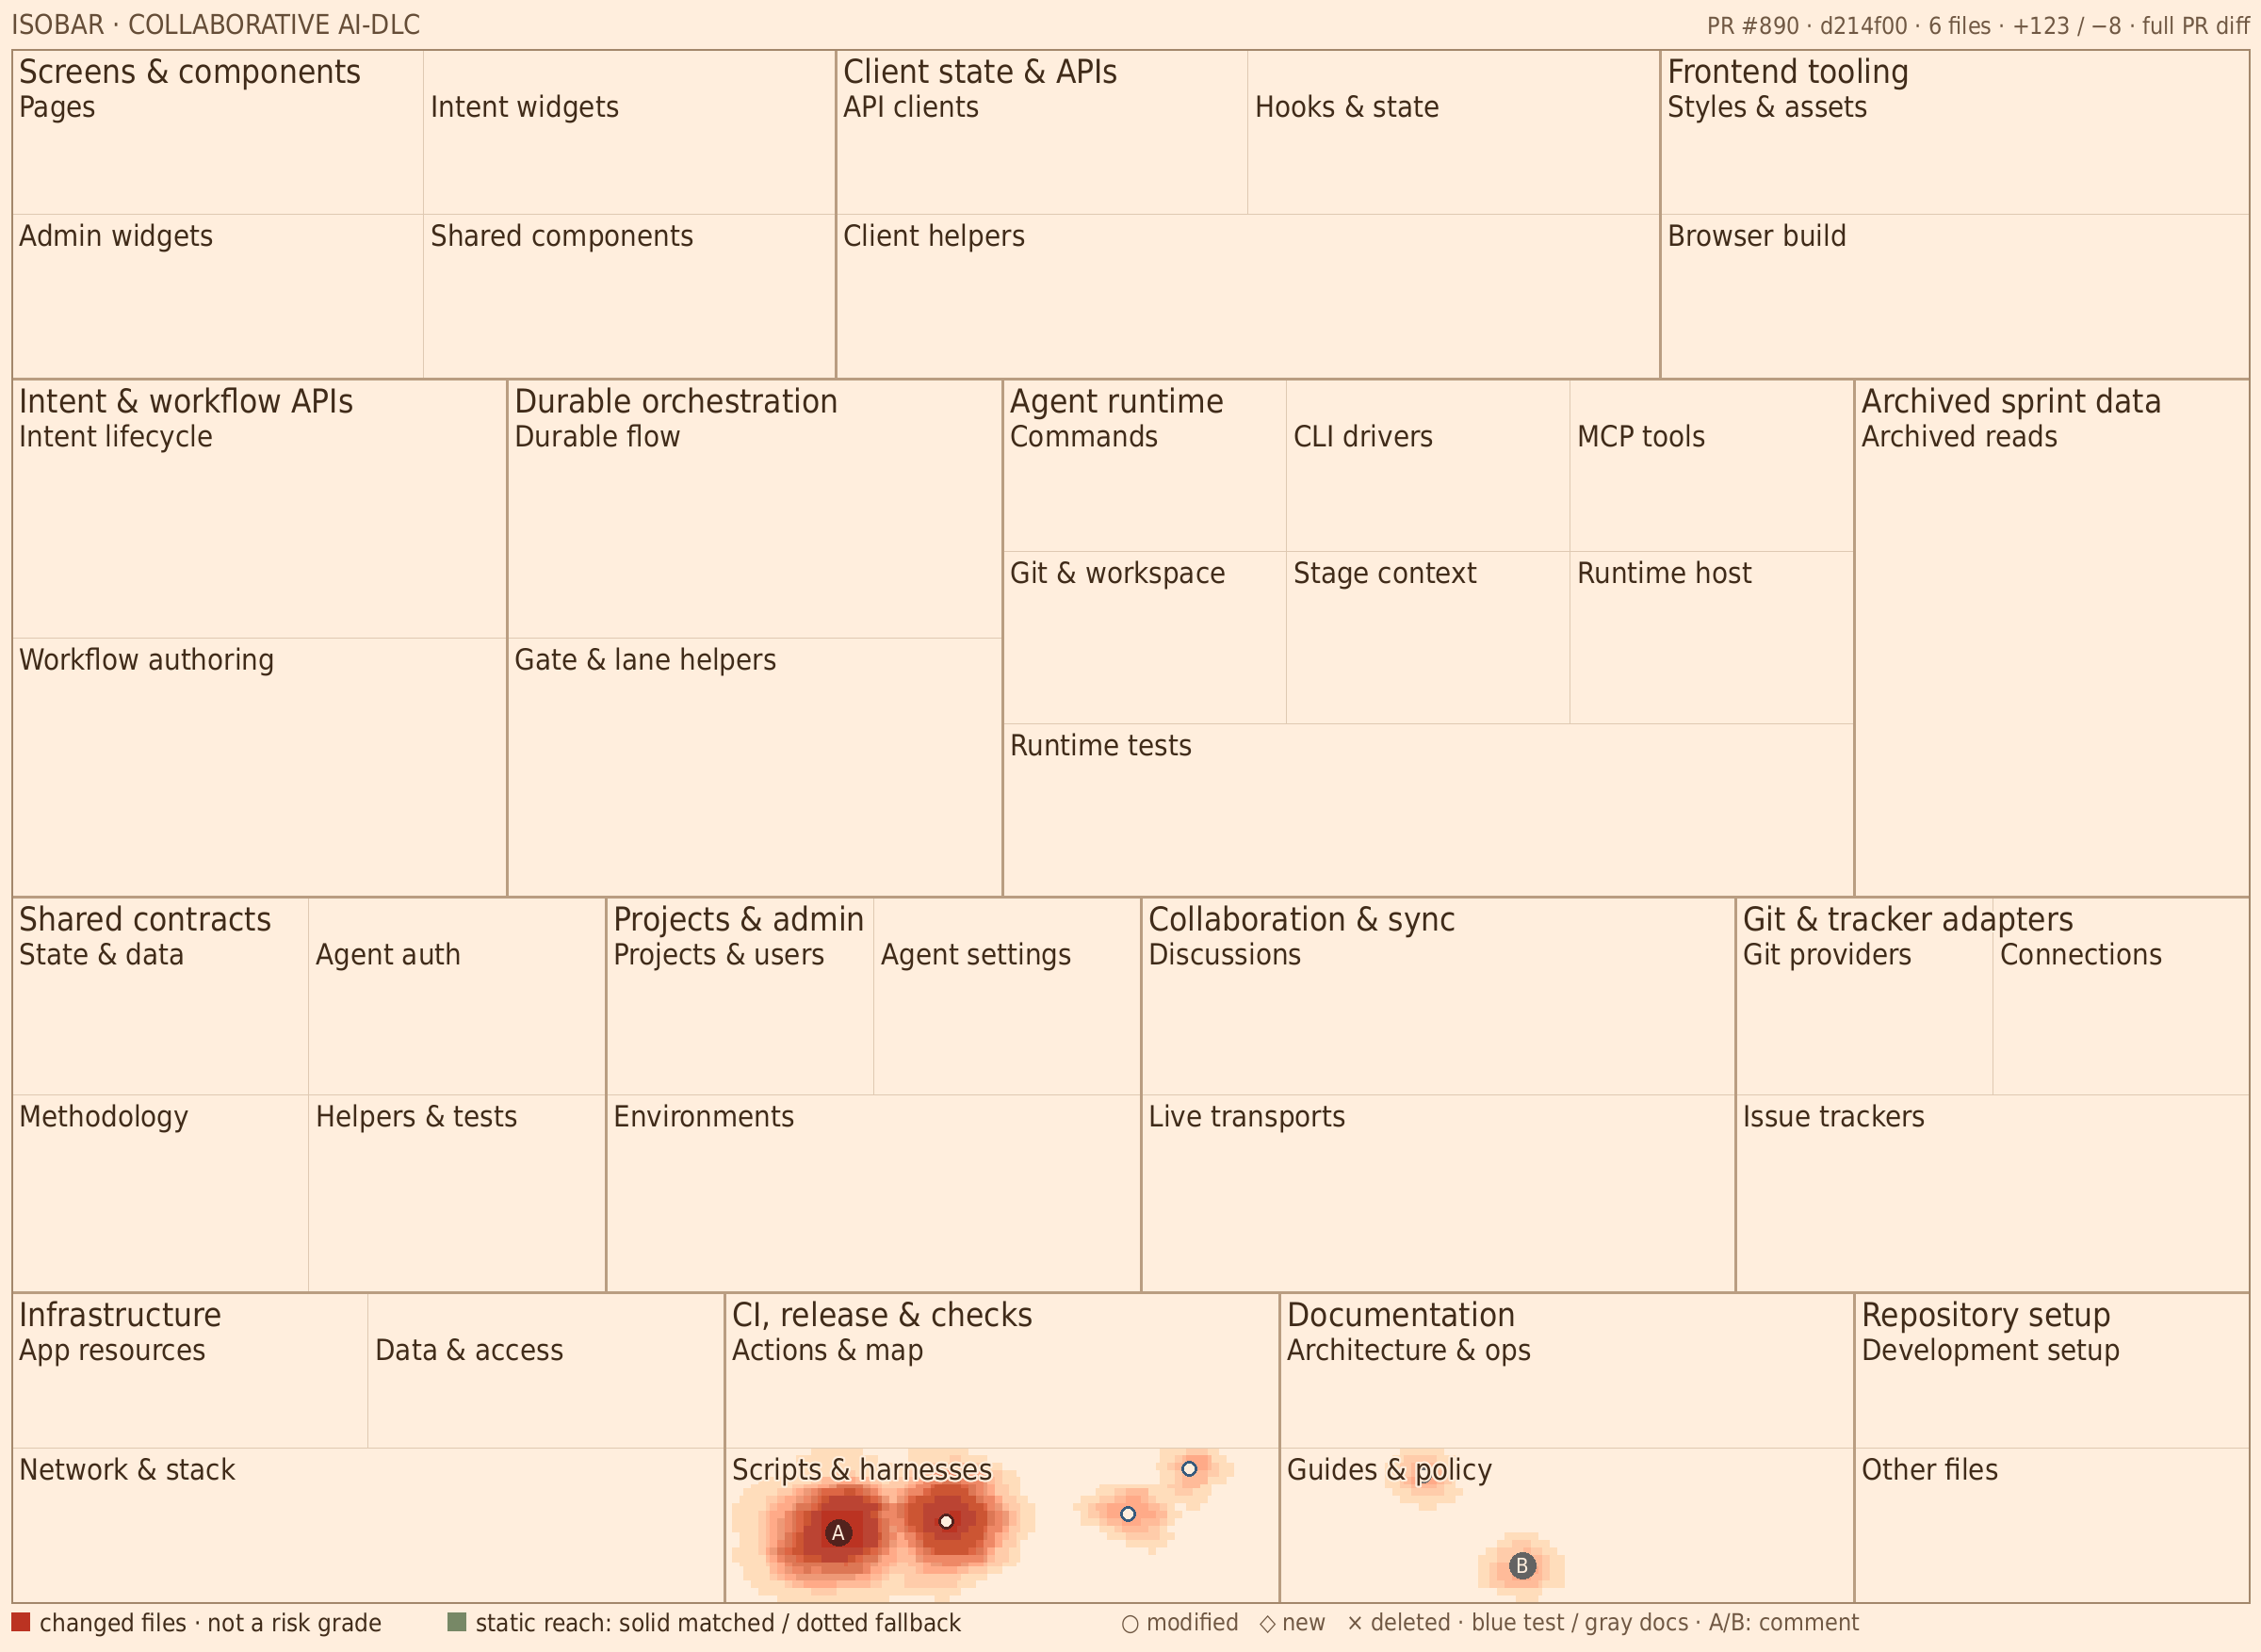 ISOBAR · COLLABORATIVE AI-DLC
PR #890 · d214f00 · 6 files · +123 / −8 · full PR diff
Screens & components
Pages
Intent widgets
Admin widgets
Shared components
Client state & APIs
API clients
Hooks & state
Client helpers
Frontend tooling
Styles & assets
Browser build
Intent & workflow APIs
Intent lifecycle
Workflow authoring
Durable orchestration
Durable flow
Gate & lane helpers
Agent runtime
Commands
CLI drivers
MCP tools
Git & workspace
Stage context
Runtime host
Runtime tests
Archived sprint data
Archived reads
Shared contracts
State & data
Agent auth
Methodology
Helpers & tests
Projects & admin
Projects & users
Agent settings
Environments
Collaboration & sync
Discussions
Live transports
Git & tracker adapters
Git providers
Connections
Issue trackers
Infrastructure
App resources
Data & access
Network & stack
CI, release & checks
Actions & map
Scripts & harnesses
A
Documentation
Architecture & ops
Guides & policy
B
Repository setup
Development setup
Other files
changed files · not a risk grade
static reach: solid matched / dotted fallback
○ modified ◇ new × deleted · blue test / gray docs · A/B: comment